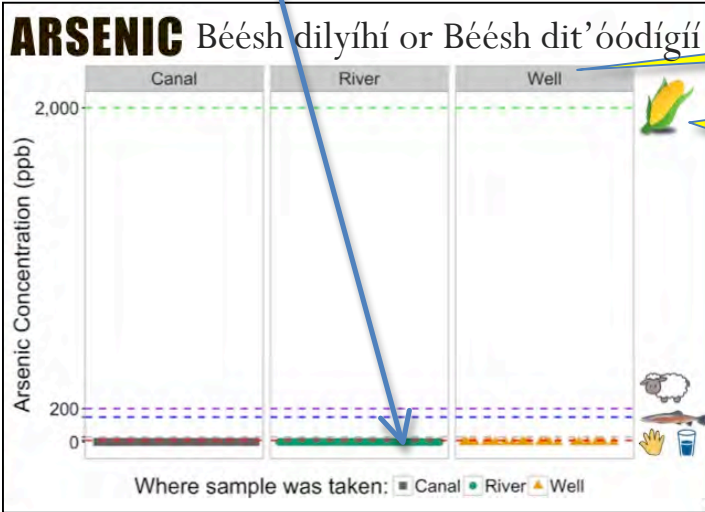 ARSENIC Béésh dilyíhí or Béésh dit’óódígíí
Canal River Well
Arsenic Concentration (ppb)
2,000
200
0
Where sample was taken: Canal River Well